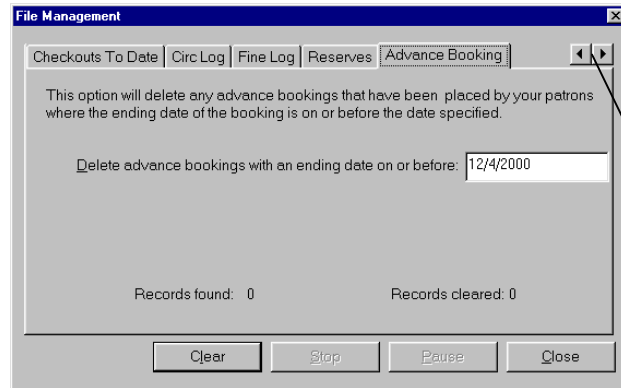 File Management
Checkouts To Date Circ Log Fine Log Reserves Advance Booking
This option will delete any advance bookings that have been placed by your patrons
where the ending date of the booking is on or before the date specified.
Delete advance bookings with an ending date on or before: 12/4/2000
Records found: 0 Records cleared: 0
Clear Stop Pause Close